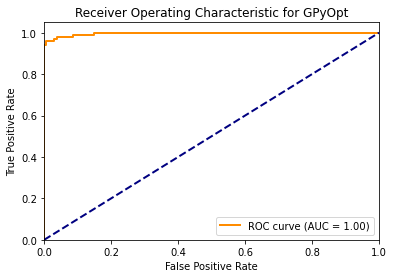 Receiver Operating Characteristic for GPyOpt
1.0
0.8
0.6
0.4
0.2
0.0
True Positive Rate
ROC curve (AUC = 1.00)
0.0 0.2 0.4 0.6 0.8 1.0
False Positive Rate